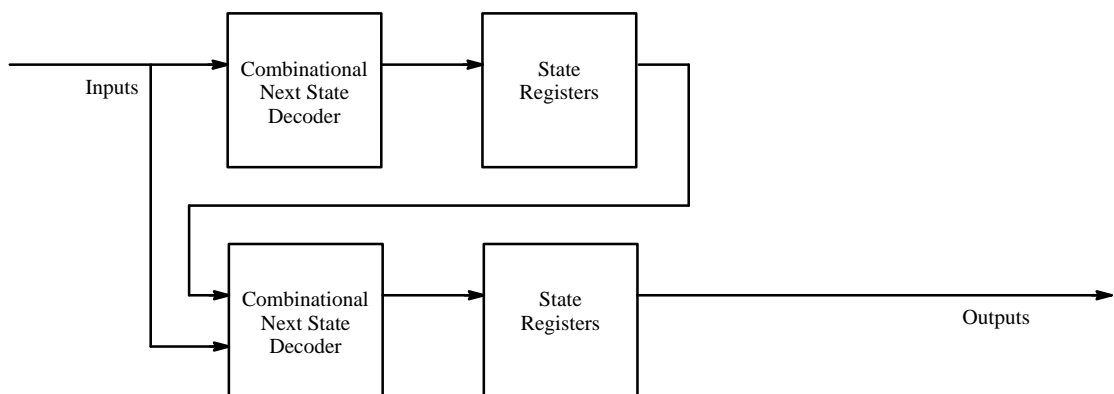 Inputs
Combinational
Next State
Decoder
State
Registers
Combinational
Next State
Decoder
State
Registers
Outputs